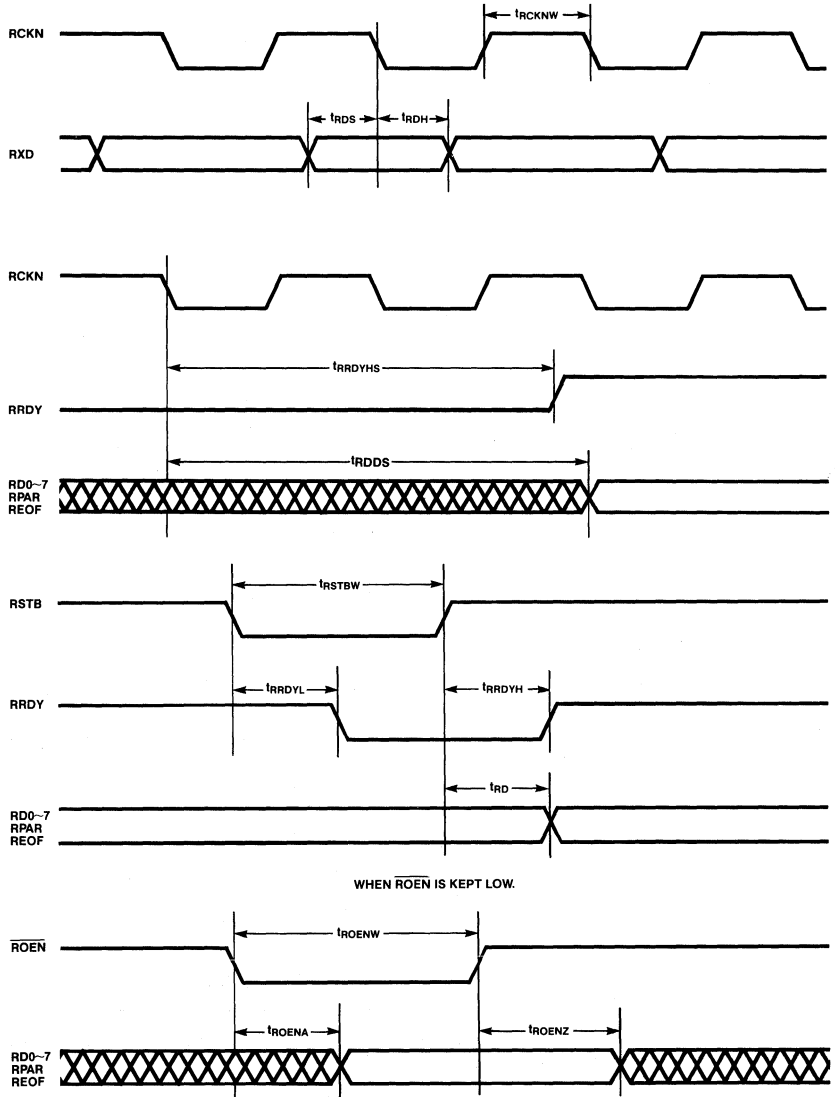 RCKN
tRCKNW
tRDS
tRDH
RXD
RCKN
tRRDYHS
RRDY
tRDDS
RD0~7
RPAR
REOF
tRSTBW
RSTB
tRRDYL
tRRDYH
RRDY
tRD
RD0~7
RPAR
REOF
WHEN ROEN IS KEPT LOW.
tROENW
ROEN
tROENA
tROENZ
RD0~7
RPAR
REOF